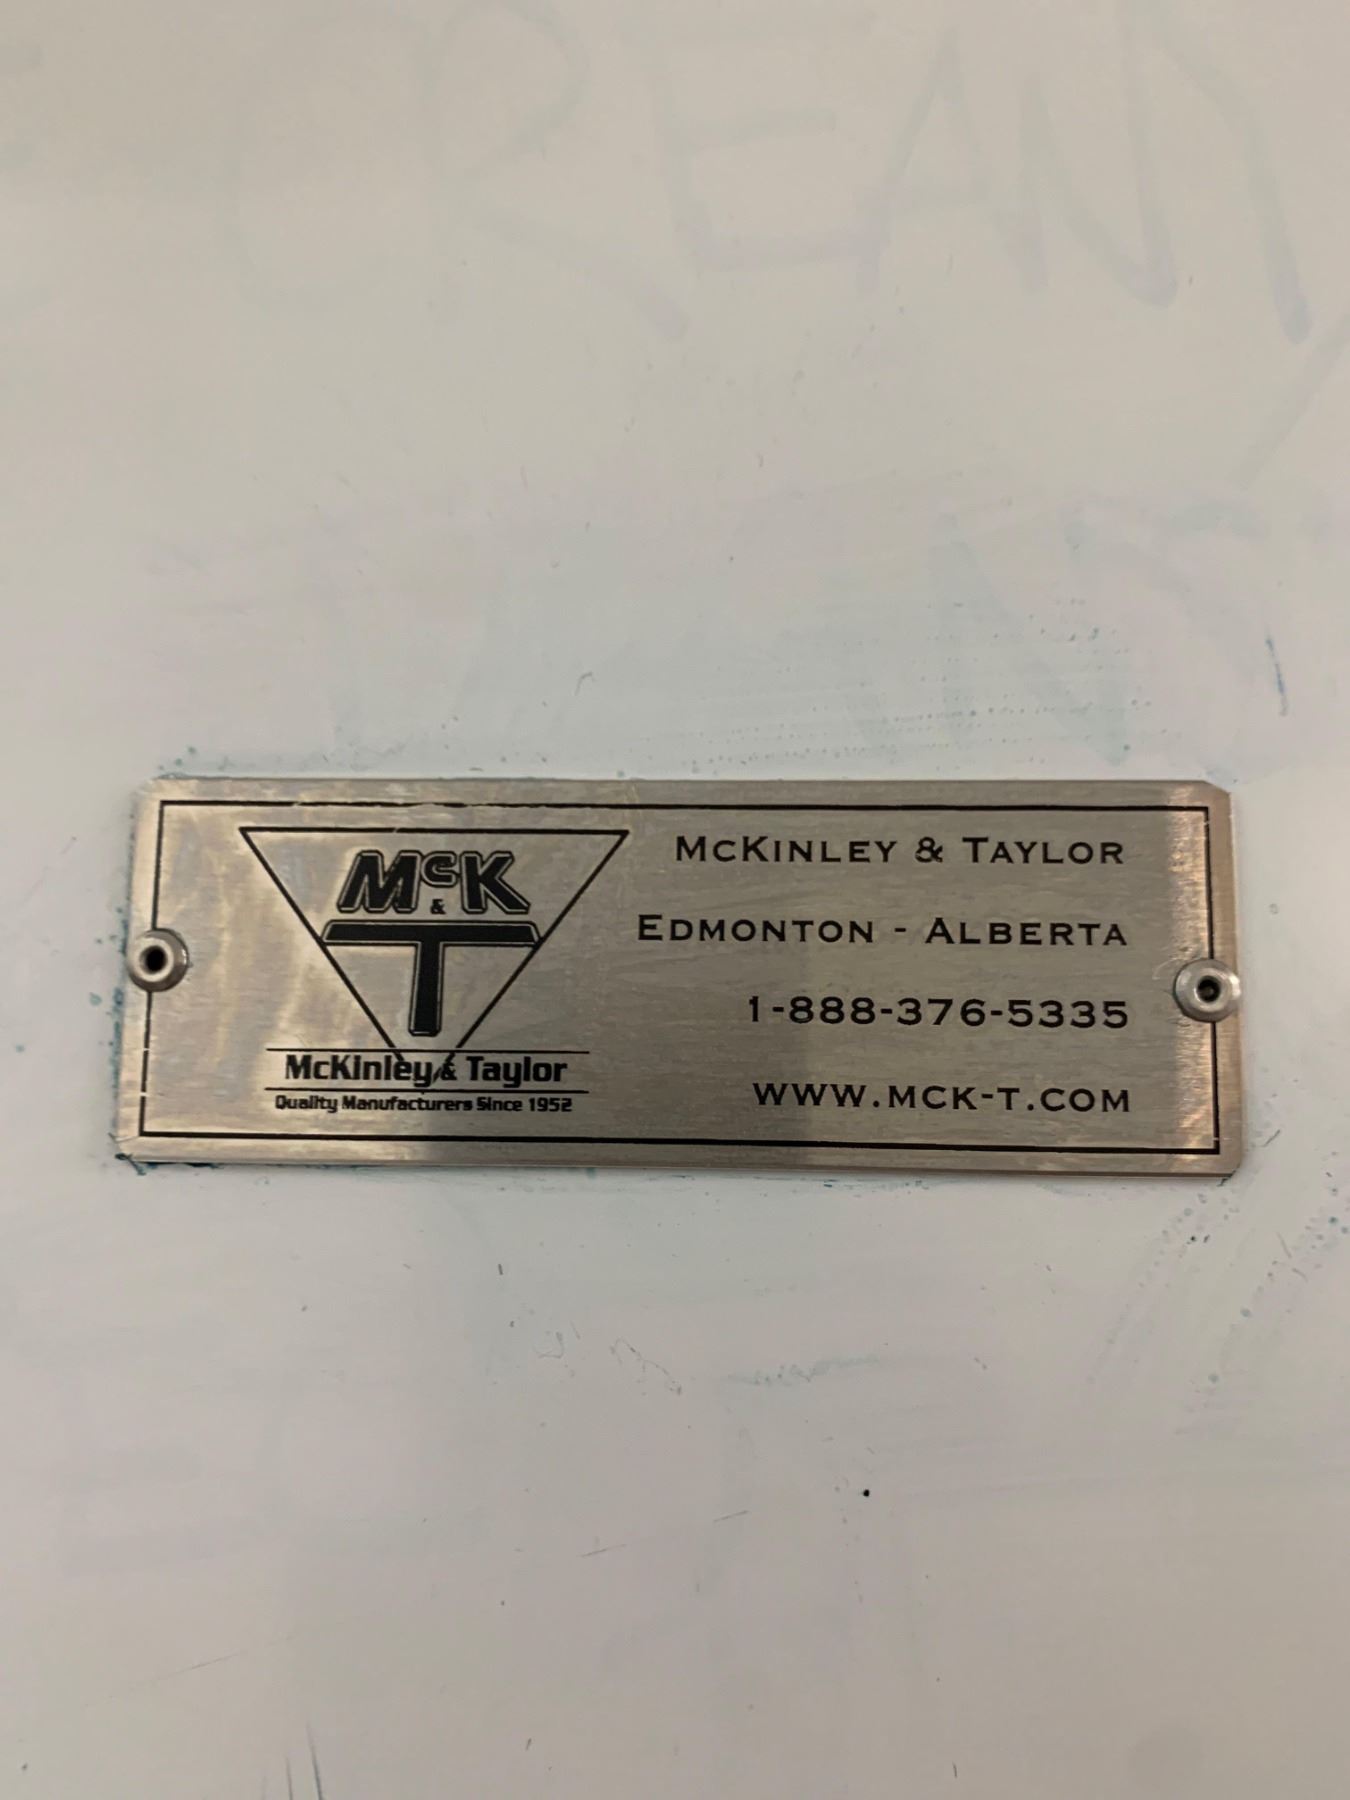 McK
&
T
McKinley & Taylor
Quality Manufacturers Since 1952
McKinley & Taylor
Edmonton - Alberta
1-888-376-5335
www.mck-t.com